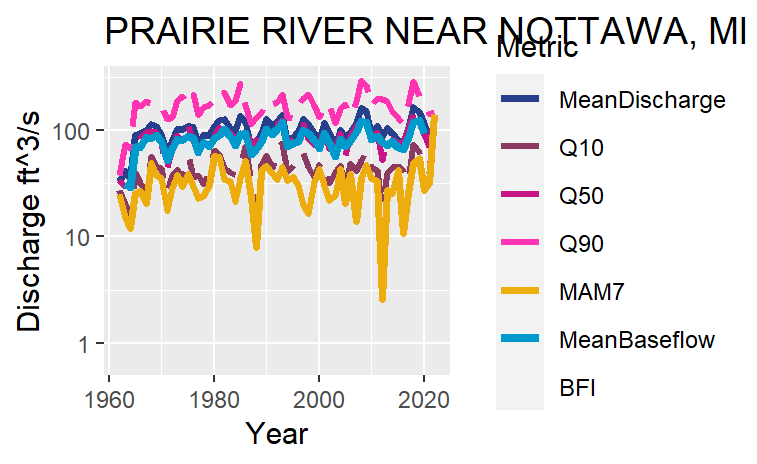 PRAIRIE RIVER NEAR NOTTAWA, MI
Metric
MeanDischarge
Q10
Q50
Q90
MAM7
MeanBaseflow
BFI
Discharge ft^3/s
100
10
1
1960
1980
2000
2020
Year